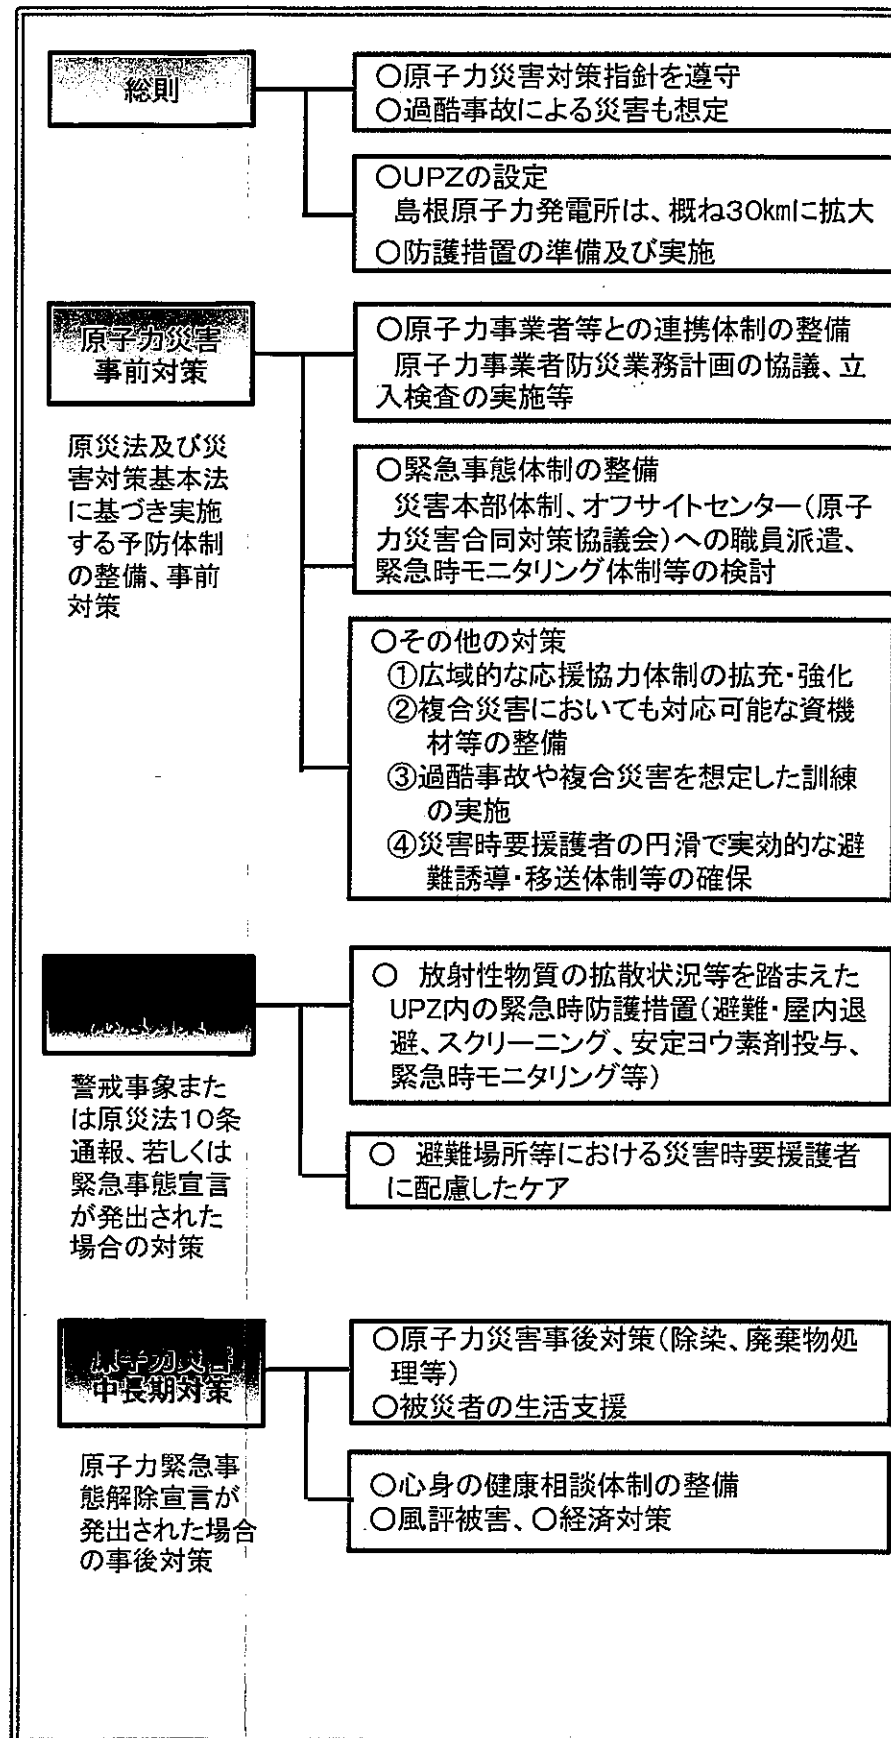 総則
○原子力災害対策指針を遵守
○過酷事故による災害も想定
○UPZの設定
島根原子力発電所は、概ね30kmに拡大
○防護措置の準備及び実施
原子力災害
事前対策
原災法及び災
害対策基本法
に基づき実施
する予防体制
の整備、事前
対策
○原子力事業者等との連携体制の整備
原子力事業者防災業務計画の協議、立
入検査の実施等
○緊急事態体制の整備
災害本部体制、オフサイトセンター(原子
力災害合同対策協議会)への職員派遣、
緊急時モニタリング体制等の検討
○その他の対策
①広域的な応援協力体制の拡充・強化
②複合災害においても対応可能な資機
材等の整備
③過酷事故や複合災害を想定した訓練
の実施
④災害時要援護者の円滑で実効的な避
難誘導・移送体制等の確保
警戒事象また
は原災法10条
通報、若しくは
緊急事態宣言
が発出された
場合の対策
○ 放射性物質の拡散状況等を踏まえた
UPZ内の緊急時防護措置(避難・屋内退
避、スクリーニング、安定ヨウ素剤投与、
緊急時モニタリング等)
○ 避難場所等における災害時要援護者
に配慮したケア
原子力災害
中長期対策
原子力緊急事
態解除宣言が
発出された場合
の事後対策
○原子力災害事後対策(除染、廃棄物処
理等)
○被災者の生活支援
○心身の健康相談体制の整備
○風評被害、○経済対策